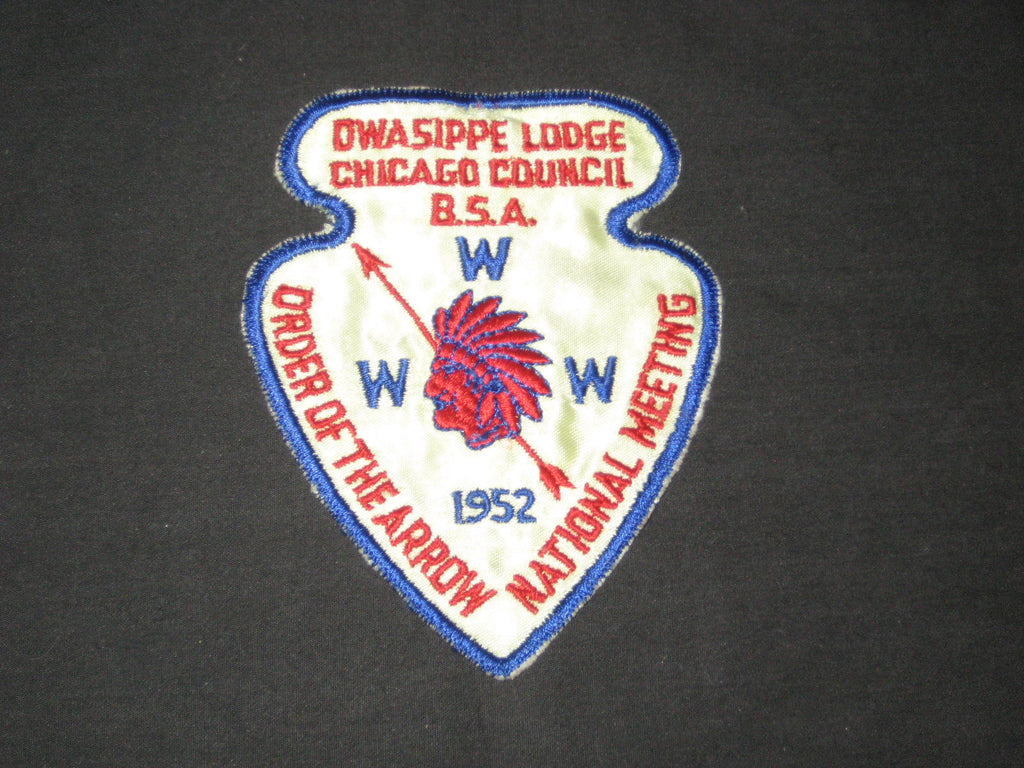 OWASIPPE LODGE
CHICAGO COUNCIL
B.S.A.
W
W W
1952
ORDER OF THE ARROW
NATIONAL MEETING